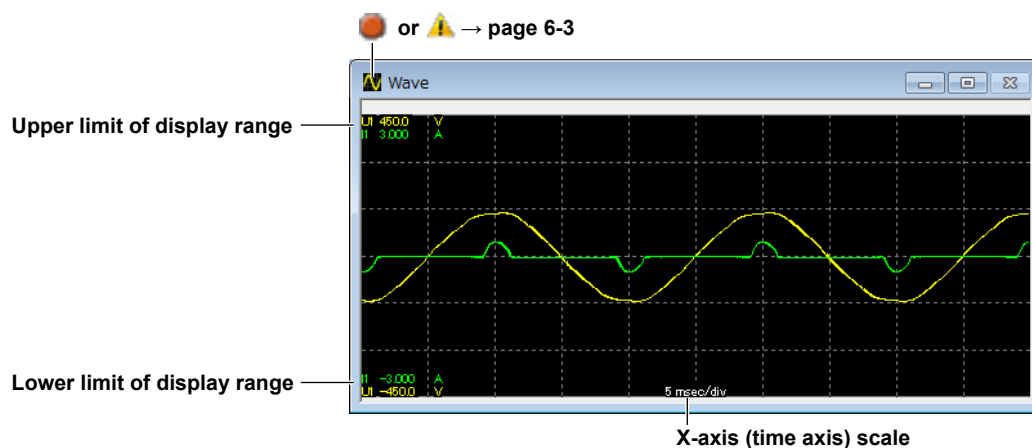 or → page 6-3
Wave
Upper limit of display range
U1 450.0 V
I1 3.000 A
Lower limit of display range
I1 -3.000 A
U1 -450.0 V
5 msec/div
X-axis (time axis) scale